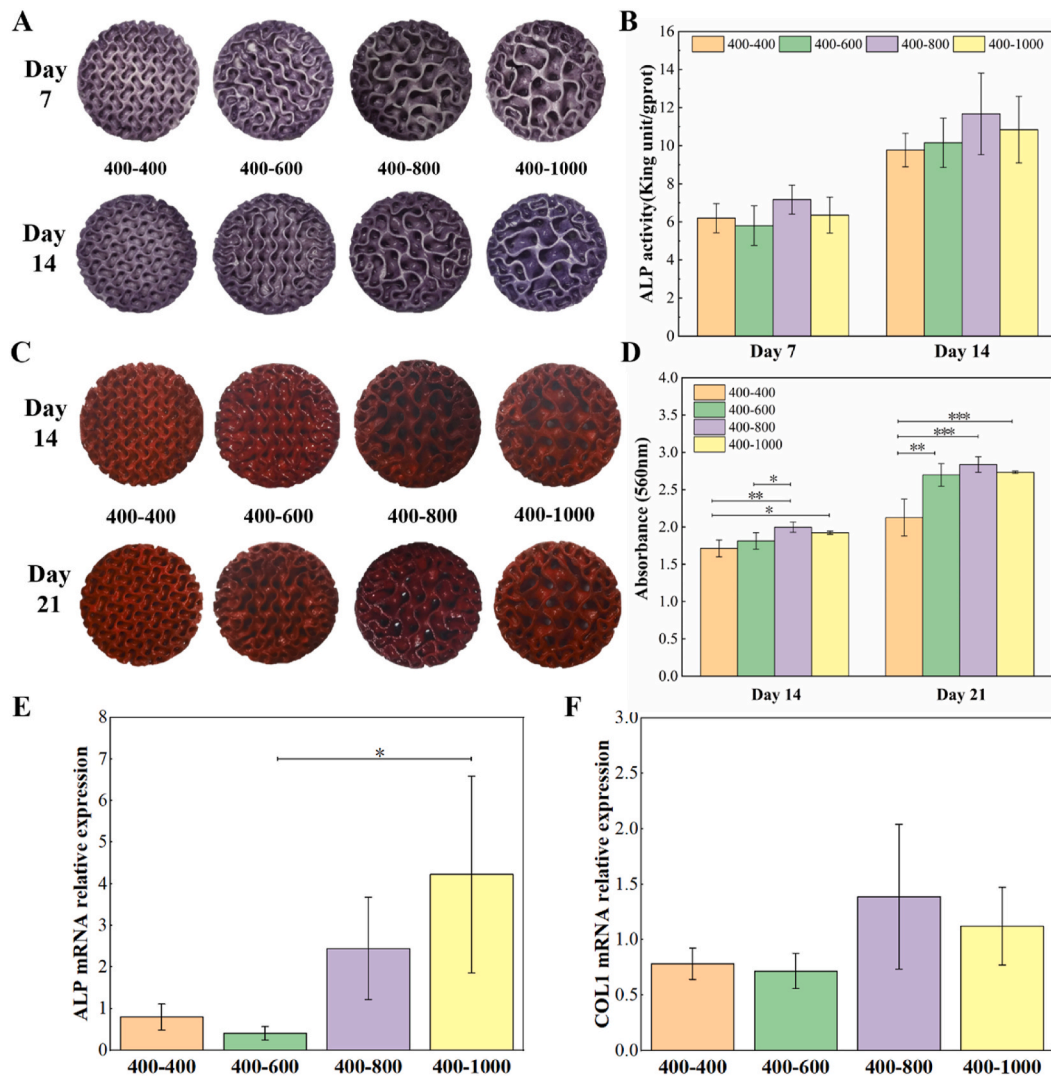 A
Day
7
400-400 400-600 400-800 400-1000
Day
14
B
ALP activity(King unit/gprot)
16
14
12
10
8
6
4
2
0
400-400 400-600 400-800 400-1000
Day 7 Day 14
C
Day
14
400-400 400-600 400-800 400-1000
Day
21
D
Absorbance (560nm)
4.0
3.5
3.0
2.5
2.0
1.5
1.0
0.5
0.0
400-400
400-600
400-800
400-1000
*
**
*
***
***
**
Day 14 Day 21
E
ALP mRNA relative expression
8
7
6
5
4
3
2
1
0
*
400-400 400-600 400-800 400-1000
F
COL1 mRNA relative expression
3.0
2.5
2.0
1.5
1.0
0.5
0.0
400-400 400-600 400-800 400-1000